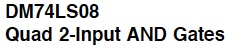 DM74LS08
Quad 2-Input AND Gates